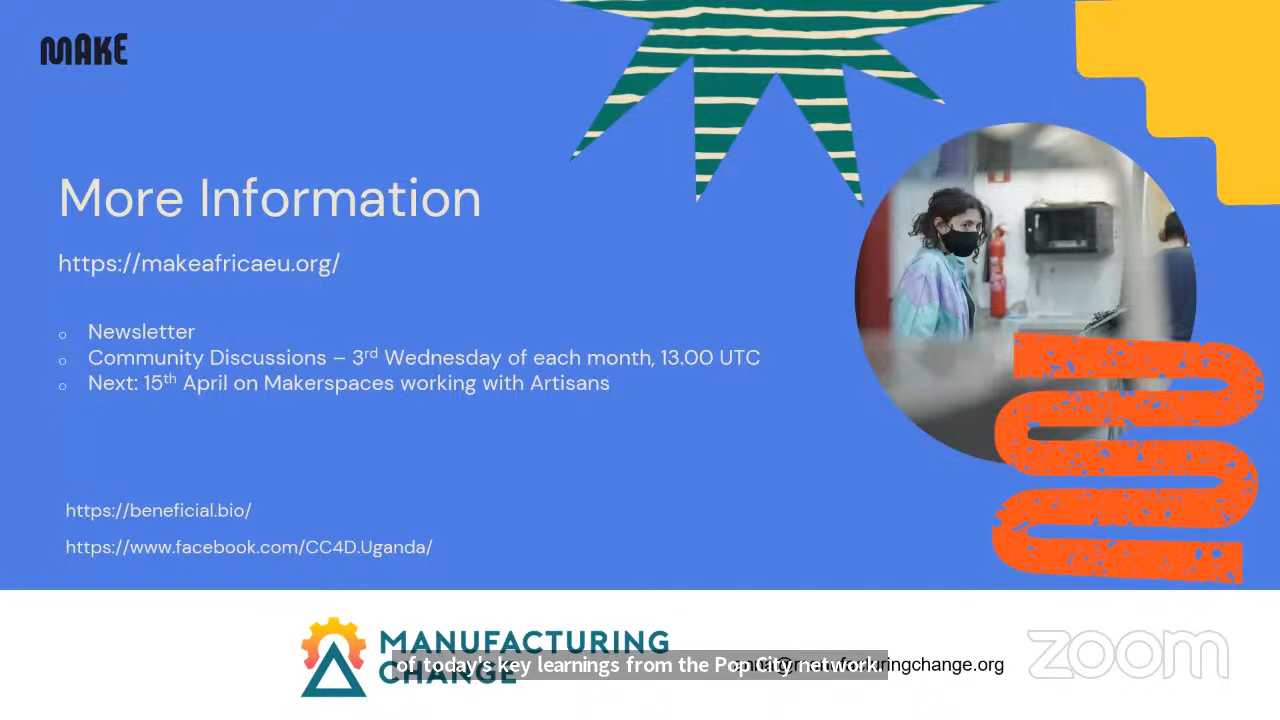 MAKE
More Information
https://makeafricaeu.org/
Newsletter
Community Discussions – 3rd Wednesday of each month, 13.00 UTC
Next: 15th April on Makerspaces working with Artisans
https://beneficial.bio/
https://www.facebook.com/CC4D.Uganda/
MANUFACTURING
CHANGE
of today's key learnings from the Pop City network.
@manufacturingchange.org
zoom